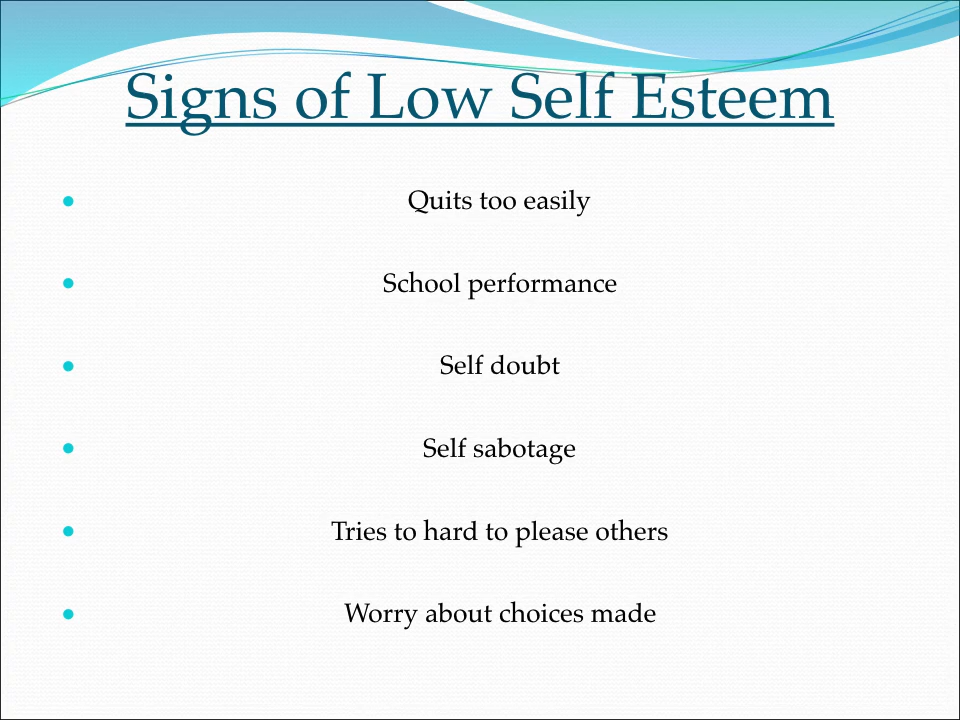 Signs of Low Self Esteem
• Quits too easily
• School performance
• Self doubt
• Self sabotage
• Tries to hard to please others
• Worry about choices made